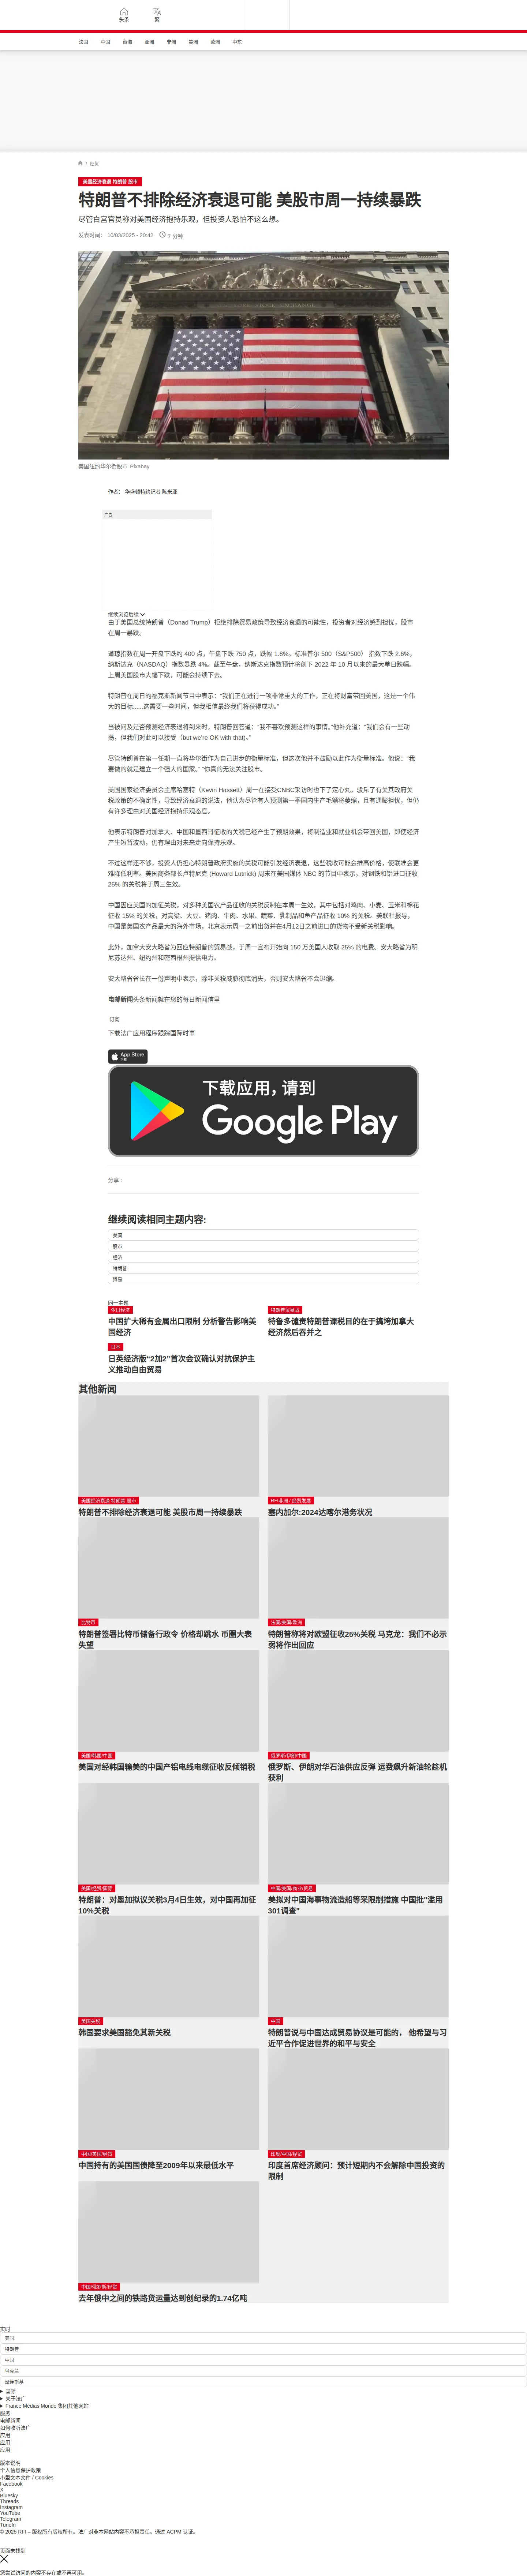 头条
繁
法国
中国
台海
亚洲
非洲
美洲
欧洲
中东
/ 经贸
美国经济衰退 特朗普 股市
特朗普不排除经济衰退可能 美股市周一持续暴跌
尽管白宫官员称对美国经济抱持乐观，但投资人恐怕不这么想。
发表时间： 10/03/2025 - 20:42
7 分钟
美国纽约华尔街股市 Pixabay
作者： 华盛顿特约记者 陈米亚
广告
继续浏览后续
由于美国总统特朗普（Donad Trump）拒绝排除贸易政策导致经济衰退的可能性，投资者对经济感到担忧，股市
在周一暴跌。
道琼指数在周一开盘下跌约 400 点，午盘下跌 750 点，跌幅 1.8%。标准普尔 500（S&P500） 指数下跌 2.6%，
纳斯达克（NASDAQ）指数暴跌 4%。截至午盘，纳斯达克指数预计将创下 2022 年 10 月以来的最大单日跌幅。
上周美国股市大幅下跌，可能会持续下去。
特朗普在周日的福克斯新闻节目中表示：“我们正在进行一项非常重大的工作，正在将财富带回美国，这是一个伟
大的目标……这需要一些时间，但我相信最终我们将获得成功。”
当被问及是否预测经济衰退将到来时，特朗普回答道：“我不喜欢预测这样的事情。”他补充道：“我们会有一些动
荡，但我们对此可以接受（but we’re OK with that)。”
尽管特朗普在第一任期一直将华尔街作为自己进步的衡量标准，但这次他并不鼓励以此作为衡量标准。他说：“我
要做的就是建立一个强大的国家。” “你真的无法关注股市。
美国国家经济委员会主席哈塞特（Kevin Hassett）周一在接受CNBC采访时也下了定心丸，驳斥了有关其政府关
税政策的不确定性，导致经济衰退的说法，他认为尽管有人预测第一季国内生产毛额将萎缩，且有通膨担忧，但仍
有许多理由对美国经济抱持乐观态度。
他表示特朗普对加拿大、中国和墨西哥征收的关税已经产生了预期效果，将制造业和就业机会带回美国，即使经济
产生短暂波动，仍有理由对未来走向保持乐观。
不过这样还不够，投资人仍担心特朗普政府实施的关税可能引发经济衰退，这些税收可能会推高价格，使联准会更
难降低利率。美国商务部长卢特尼克 (Howard Lutnick) 周末在美国媒体 NBC 的节目中表示，对钢铁和铝进口征收
25% 的关税将于周三生效。
中国因应美国的加征关税，对多种美国农产品征收的关税反制在本周一生效，其中包括对鸡肉、小麦、玉米和棉花
征收 15% 的关税，对高粱、大豆、猪肉、牛肉、水果、蔬菜、乳制品和鱼产品征收 10% 的关税。美联社报导，
中国是美国农产品最大的海外市场，北京表示周一之前出货并在4月12日之前进口的货物不受新关税影响。
此外，加拿大安大略省为回应特朗普的贸易战，于周一宣布开始向 150 万美国人收取 25% 的电费。安大略省为明
尼苏达州、纽约州和密西根州提供电力。
安大略省省长在一份声明中表示，除非关税威胁彻底消失，否则安大略省不会退缩。
电邮新闻头条新闻就在您的每日新闻信里
订阅
下载法广应用程序跟踪国际时事
App Store
下载应用，请到
Google Play
分享 :
继续阅读相同主题内容:
美国
股市
经济
特朗普
贸易
同一主题
今日经济
中国扩大稀有金属出口限制 分析警告影响美
国经济
特朗普贸易战
特鲁多谴责特朗普课税目的在于搞垮加拿大
经济然后吞并之
日本
日英经济版“2加2”首次会议确认对抗保护主
义推动自由贸易
其他新闻
美国经济衰退 特朗普 股市
特朗普不排除经济衰退可能 美股市周一持续暴跌
RFI非洲 / 经贸发展
塞内加尔:2024达喀尔港务状况
比特币
特朗普签署比特币储备行政令 价格却跳水 币圈大表
失望
法国/美国/欧洲
特朗普称将对欧盟征收25%关税 马克龙：我们不必示
弱将作出回应
美国/韩国/中国
美国对经韩国输美的中国产铝电线电缆征收反倾销税
俄罗斯/伊朗/中国
俄罗斯、伊朗对华石油供应反弹 运费飙升新油轮趁机
获利
美国/经贸/国际
特朗普：对墨加拟议关税3月4日生效，对中国再加征
10%关税
中国/美国/商业/贸易
美拟对中国海事物流造船等采限制措施 中国批"滥用
301调查"
美国关税
韩国要求美国豁免其新关税
中国
特朗普说与中国达成贸易协议是可能的， 他希望与习
近平合作促进世界的和平与安全
中国/美国/经贸
中国持有的美国国债降至2009年以来最低水平
印度/中国/经贸
印度首席经济顾问：预计短期内不会解除中国投资的
限制
中国/俄罗斯/经贸
去年俄中之间的铁路货运量达到创纪录的1.74亿吨
实时
美国
特朗普
中国
马克兰
泽连斯基
国际
关于法广
France Médias Monde 集团其他网站
服务
电邮新闻
如何收听法广
应用
应用
应用
版本说明
个人信息保护政策
小型文本文件 / Cookies
Facebook
X
Bluesky
Threads
Instagram
YouTube
Telegram
TuneIn
© 2025 RFI – 版权所有版权所有。法广对非本网站内容不承担责任。通过 ACPM 认证。
页面未找到
您尝试访问的内容不存在或不再可用。